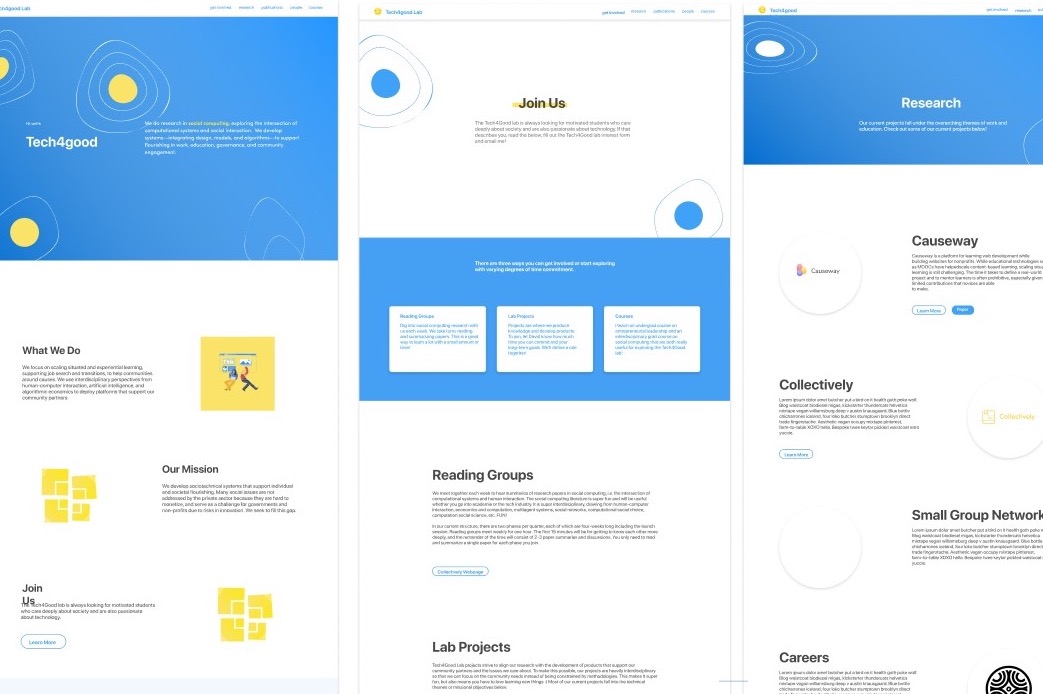 Tech4good Lab
get involved research publications people courses
Hi we're
Tech4good
We do research in social computing, exploring the intersection of
computational systems and social interaction. We develop
systems—integrating design, models, and algorithms—to support
flourishing in work, education, governance, and community
engagement.
What We Do
We focus on scaling situated and experiential learning,
supporting job search and transitions, to help communities
around causes. We use interdisciplinary perspectives from
human-computer interaction, artificial intelligence, and
algorithmic economics to deploy platforms that support our
community partners
Our Mission
We develop sociotechnical systems that support individual
and societal flourishing. Many social issues are not
addressed by the private sector because they are hard to
monetize, and serve as a challenge for governments and
non-profits due to risks in innovation. We seek to fill this gap.
Join
Us
The Tech4Good lab is always looking for motivated students
who care deeply about society and are also passionate
about technology.
Learn More
Tech4good Lab
get involved research publications people courses
Join Us
The Tech4Good lab is always looking for motivated students who care
deeply about society and are also passionate about technology. If that
describes you, read the below, fill out the Tech4Good lab interest form
and email me!
There are three ways you can get involved or start exploring
with varying degrees of time commitment.
Reading Groups
Dig into social computing research with
us each week. We take turns reading
and summarizing papers. This is a great
way to learn a lot with a small amount of
time!
Lab Projects
Projects are where we produce
knowledge and develop products.
To join, let David know how much
time you can commit and your
long-term goals. We'll define a role
together!
Courses
I teach an undergrad course on
entrepreneurial leadership and an
interdisciplinary grad course on
social computing that are both really
useful for exploring the Tech4Good
lab!
Reading Groups
We meet together each week to hear summaries of research papers in social computing, i.e. the intersection of
computational systems and human interaction. The social computing literature is super fun and will be useful
whether you go into academia or the tech industry. It is super interdisciplinary, drawing from human-computer
interaction, economics and computation, multiagent systems, social networks, computational social choice,
computation social science, etc. FUN!
In our current structure, there are two phases per quarter, each of which are four-weeks long including the launch
session. Reading groups meet weekly for one hour. The first 15 minutes will be for getting to know each other more
deeply, and the remainder of the time will consist of 2-3 paper summaries and discussions. You only need to read
and summarize a single paper for each phase you join.
Collectively Webpage
Lab Projects
Tech4Good Lab projects strive to align our research with the development of products that support our
community partners and the issues we care about. To make this possible, our projects are heavily interdisciplinary
so that we can focus on the community needs instead of being constrained by methodologies. This makes it super
fun, but also means you have to love learning new things :) Most of our current projects fall into the technical
themes or missional objectives below.
Tech4good
get involved research
Research
Our current projects fall under the overarching themes of work and
education. Check out some of our current projects below!
Causeway
Causeway
Causeway is a platform for learning web development while
building websites for nonprofits. While educational technologies
as MOOCs have helped scale content-based learning, scaling
learning is still challenging. The time it takes to define a real-world
project and to mentor learners is often prohibitive, especially given
limited contributions that novices are able
to make.
Learn More Paper
Collectively
Lorem ipsum dolor amet butcher put a bird on it health goth poke wolf.
Blog waistcoat biodiesel migas, kickstarter thundercats heirloom
mixtape vegan williamsburg deep v austin knausgaard. Blue bottle
chicharrones iceland, four loko butcher stumptown brooklyn direct
trade fingerstache. Aesthetic vegan occupy mixtape pinterest,
farm-to-table XOXO hella. Bespoke twee keytar pickled waistcoat retro
yuccie.
Collectively
Learn More
Small Group Network
Lorem ipsum dolor amet butcher put a bird on it health goth poke
Blog waistcoat biodiesel migas, kickstarter thundercats heirloom
mixtape vegan williamsburg deep v austin knausgaard. Blue bottle
chicharrones iceland, four loko butcher stumptown brooklyn direct
trade fingerstache. Aesthetic vegan occupy mixtape pinterest,
farm-to-table XOXO hella. Bespoke twee keytar pickled waistcoat
yuccie.
Careers
Lorem ipsum dolor amet butcher put a bird on it health goth poke wolf.
Blog waistcoat biodiesel migas, kickstarter thundercats heirloom
mixtape vegan williamsburg deep v austin knausgaard. Blue bottle
chicharrones iceland, four loko butcher stumptown brooklyn direct